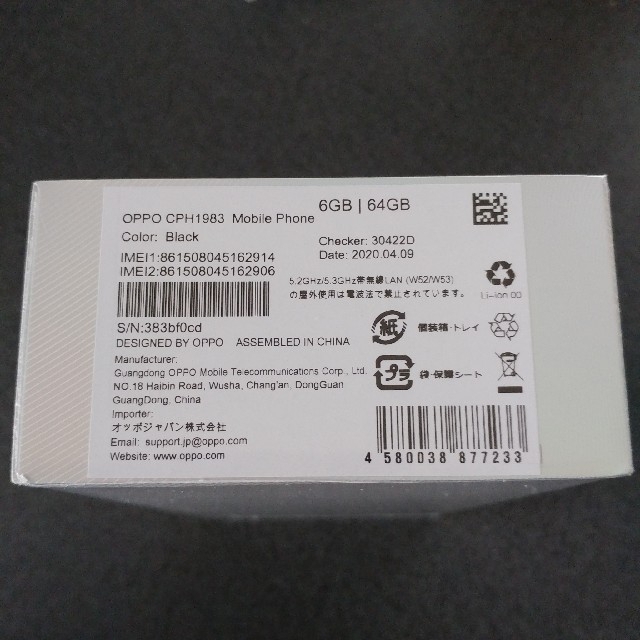 OPPO CPH1983 Mobile Phone
6GB | 64GB
Color: Black
Checker: 30422D
Date: 2020.04.09
IMEI1:861508045162914
IMEI2:861508045162906
5.2GHz/5.3GHz帯無線LAN (W52/W53)
の屋外使用は電波法で禁止されています。
Li-ion 00
S/N:383bf0cd
紙
個装箱・トレイ
DESIGNED BY OPPO ASSEMBLED IN CHINA
プラ
袋・保障シート
Manufacturer:
Guangdong OPPO Mobile Telecommunications Corp., Ltd.
NO.18 Haibin Road, Wusha, Chang'an, DongGuan
GuangDong, China
Importer:
オッポジャパン株式会社
Email: support.jp@oppo.com
Website: www.oppo.com
4 580038 877233